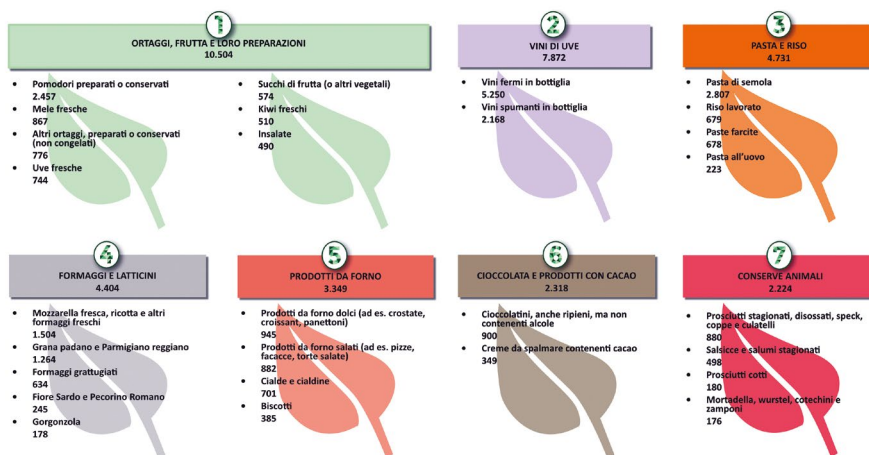 1
ORTAGGI, FRUTTA E LORO PREPARAZIONI
10.504
• Pomodori preparati o conservati
2.457
• Mele fresche
867
• Altri ortaggi, preparati o conservati
(non congelati)
776
• Uve fresche
744
• Succhi di frutta (o altri vegetali)
574
• Kiwi freschi
510
• Insalate
490
2
VINI DI UVE
7.872
• Vini fermi in bottiglia
5.250
• Vini spumanti in bottiglia
2.168
3
PASTA E RISO
4.731
• Pasta di semola
2.807
• Riso lavorato
679
• Paste farcite
678
• Pasta all'uovo
223
4
FORMAGGI E LATTICINI
4.404
• Mozzarella fresca, ricotta e altri
formaggi freschi
1.504
• Grana padano e Parmigiano reggiano
1.264
• Formaggi grattugiati
634
• Fiore Sardo e Pecorino Romano
245
• Gorgonzola
178
5
PRODOTTI DA FORNO
3.349
• Prodotti da forno dolci (ad es. crostate,
croissant, panettoni)
945
• Prodotti da forno salati (ad es. pizze,
facacce, torte salate)
882
• Cialde e cialdine
701
• Biscotti
385
6
CIOCCOLATA E PRODOTTI CON CACAO
2.318
• Cioccolatini, anche ripieni, ma non
contenenti alcole
900
• Creme da spalmare contenenti cacao
349
7
CONSERVE ANIMALI
2.224
• Prosciutti stagionati, disossati, speck,
coppe e culatelli
880
• Salsicce e salumi stagionati
498
• Prosciutti cotti
180
• Mortadella, wurstel, cotechini e
zamponi
176